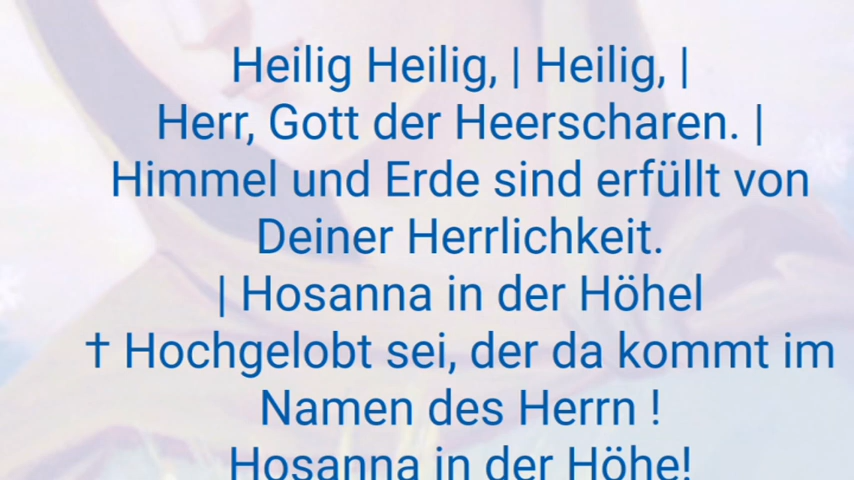 Heilig Heilig, | Heilig, |
Herr, Gott der Heerscharen. |
Himmel und Erde sind erfüllt von
Deiner Herrlichkeit.
| Hosanna in der Höhel
† Hochgelobt sei, der da kommt im
Namen des Herrn !
Hosanna in der Höhe!